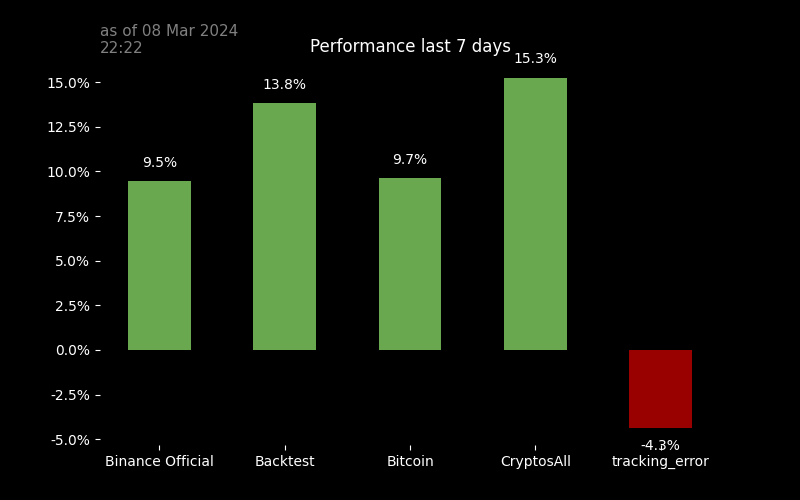 as of 08 Mar 2024
22:22
Performance last 7 days
15.3%
15.0%
13.8%
12.5%
9.5%
9.7%
10.0%
7.5%
5.0%
2.5%
0.0%
-2.5%
-5.0%
-4.3%
Binance Official
Backtest
Bitcoin
CryptosAll
tracking_error